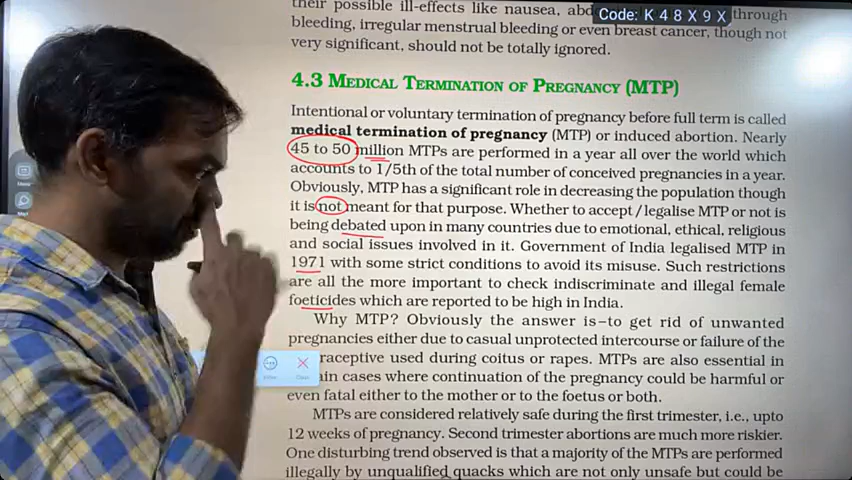 their possible ill-effects like nausea, abd
Code: K 4 8 X 9 X
through
bleeding, irregular menstrual bleeding or even breast cancer, though not
very significant, should not be totally ignored.
4.3 MEDICAL TERMINATION OF PREGNANCY (MTP)
Intentional or voluntary termination of pregnancy before full term is called
medical termination of pregnancy (MTP) or induced abortion. Nearly
45 to 50 million MTPs are performed in a year all over the world which
accounts to 1/5th of the total number of conceived pregnancies in a year.
Obviously, MTP has a significant role in decreasing the population though
it is not meant for that purpose. Whether to accept/legalise MTP or not is
being debated upon in many countries due to emotional, ethical, religious
and social issues involved in it. Government of India legalised MTP in
1971 with some strict conditions to avoid its misuse. Such restrictions
are all the more important to check indiscriminate and illegal female
foeticides which are reported to be high in India.
Why MTP? Obviously the answer is–to get rid of unwanted
pregnancies either due to casual unprotected intercourse or failure of the
raceptive used during coitus or rapes. MTPs are also essential in
ain cases where continuation of the pregnancy could be harmful or
even fatal either to the mother or to the foetus or both.
MTPs are considered relatively safe during the first trimester, i.e., upto
12 weeks of pregnancy. Second trimester abortions are much more riskier.
One disturbing trend observed is that a majority of the MTPs are performed
illegally by unqualified quacks which are not only unsafe but could be